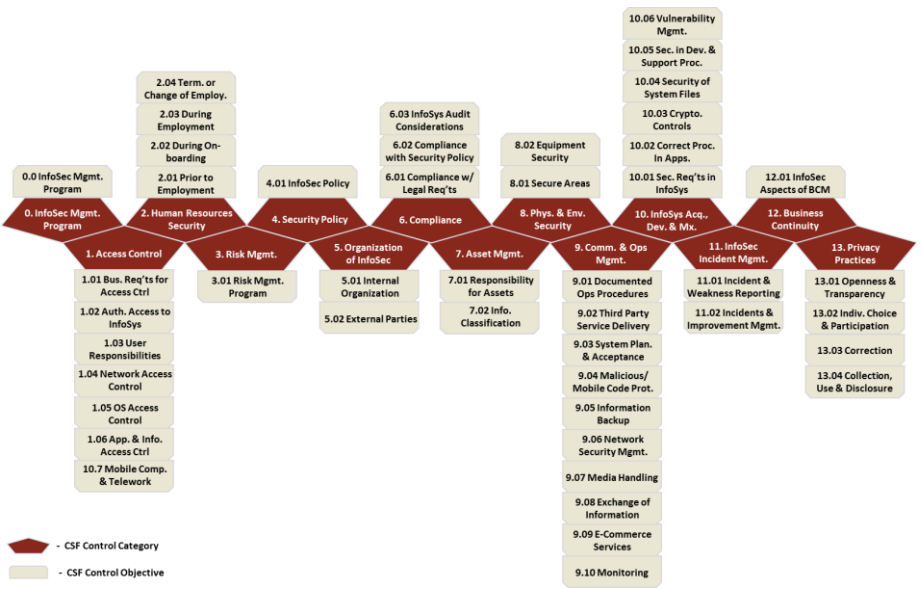 0.0 InfoSec Mgmt.
Program
0. InfoSec Mgmt.
Program
1. Access Control
1.01 Bus. Req'ts for
Access Ctrl
1.02 Auth. Access to
InfoSys
1.03 User
Responsibilities
1.04 Network Access
Control
1.05 OS Access
Control
1.06 App. & Info.
Access Ctrl
10.7 Mobile Comp.
& Telework
2.04 Term. or
Change of Employ.
2.03 During
Employment
2.02 During On-
boarding
2.01 Prior to
Employment
2. Human Resources
Security
3. Risk Mgmt.
3.01 Risk Mgmt.
Program
4.01 InfoSec Policy
4. Security Policy
5. Organization
of InfoSec
5.01 Internal
Organization
5.02 External Parties
6.03 InfoSys Audit
Considerations
6.02 Compliance
with Security Policy
6.01 Compliance w/
Legal Req'ts
6. Compliance
7. Asset Mgmt.
7.01 Responsibility
for Assets
7.02 Info.
Classification
8.02 Equipment
Security
8.01 Secure Areas
8. Phys. & Env.
Security
9. Comm. & Ops
Mgmt.
9.01 Documented
Ops Procedures
9.02 Third Party
Service Delivery
9.03 System Plan.
& Acceptance
9.04 Malicious/
Mobile Code Prot.
9.05 Information
Backup
9.06 Network
Security Mgmt.
9.07 Media Handling
9.08 Exchange of
Information
9.09 E-Commerce
Services
9.10 Monitoring
10.06 Vulnerability
Mgmt.
10.05 Sec. in Dev. &
Support Proc.
10.04 Security of
System Files
10.03 Crypto.
Controls
10.02 Correct Proc.
In Apps.
10.01 Sec. Req'ts in
InfoSys
10. InfoSys Acq.,
Dev. & Mx.
11. InfoSec
Incident Mgmt.
11.01 Incident &
Weakness Reporting
11.02 Incidents &
Improvement Mgmt.
12.01 InfoSec
Aspects of BCM
12. Business
Continuity
13. Privacy
Practices
13.01 Openness &
Transparency
13.02 Indiv. Choice
& Participation
13.03 Correction
13.04 Collection,
Use & Disclosure
- CSF Control Category
- CSF Control Objective